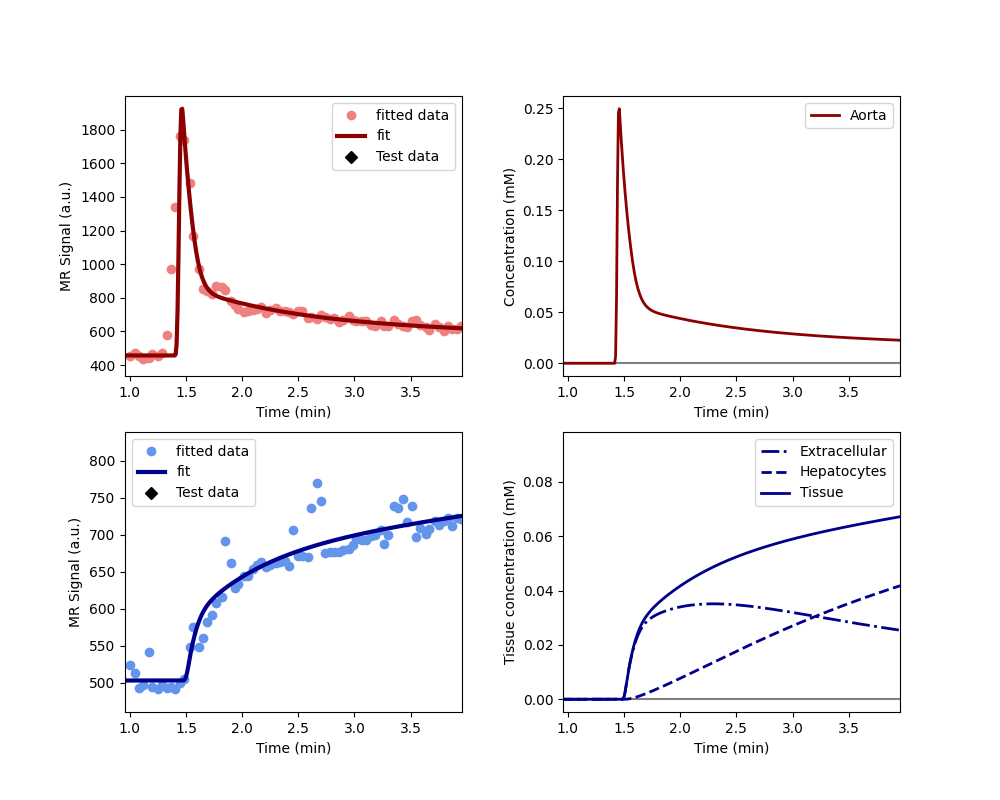 MR Signal (a.u.)
1800
1600
1400
1200
1000
800
600
400
1.0 1.5 2.0 2.5 3.0 3.5
Time (min)
fitted data
fit
Test data
Concentration (mM)
0.25
0.20
0.15
0.10
0.05
0.00
1.0 1.5 2.0 2.5 3.0 3.5
Time (min)
Aorta
MR Signal (a.u.)
800
750
700
650
600
550
500
1.0 1.5 2.0 2.5 3.0 3.5
Time (min)
fitted data
fit
Test data
Tissue concentration (mM)
0.08
0.06
0.04
0.02
0.00
1.0 1.5 2.0 2.5 3.0 3.5
Time (min)
Extracellular
Hepatocytes
Tissue